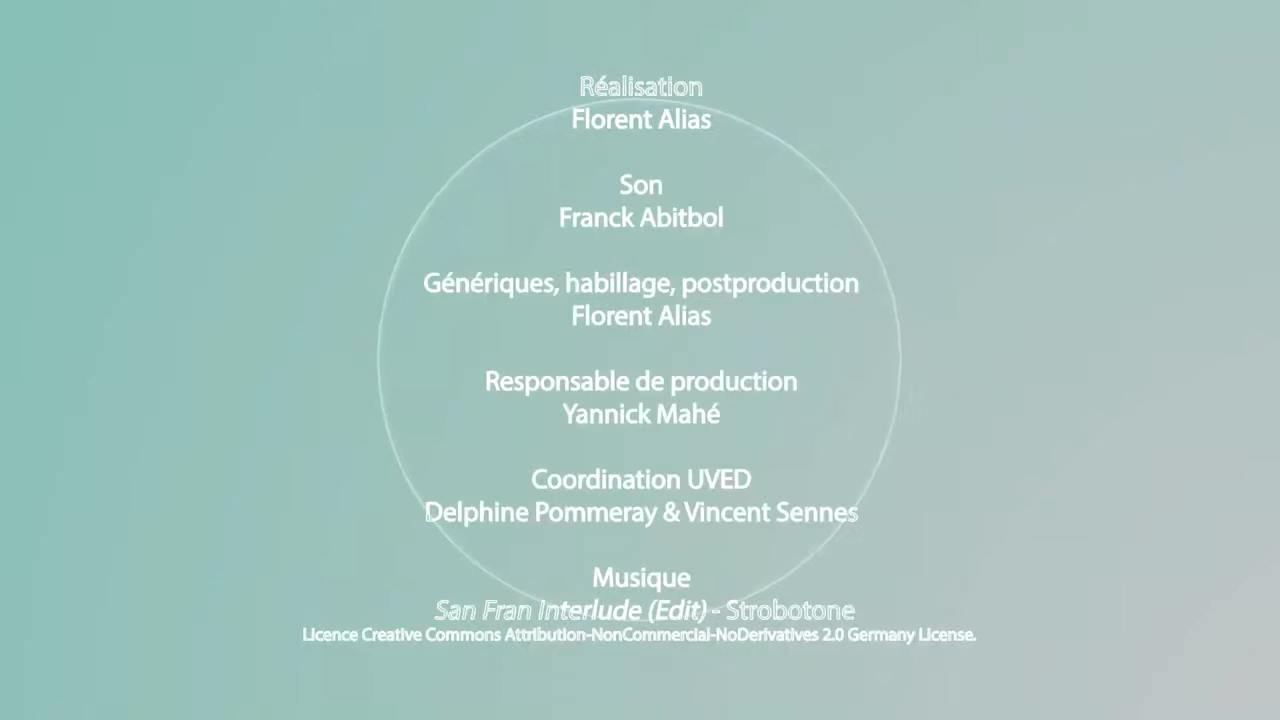 Réalisation
Florent Alias
Son
Franck Abitbol
Génériques, habillage, postproduction
Florent Alias
Responsable de production
Yannick Mahé
Coordination UVED
Delphine Pommeray & Vincent Sennes
Musique
San Fran Interlude (Edit) - Strobotone
Licence Creative Commons Attribution-NonCommercial-NoDerivatives 2.0 Germany License.